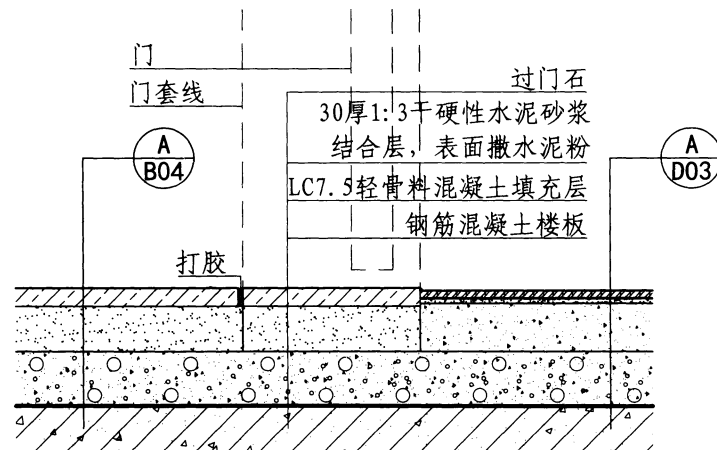 门
门套线
过门石
30厚1:3干硬性水泥砂浆
结合层，表面撒水泥粉
LC7.5轻骨料混凝土填充层
钢筋混凝土楼板
A
B04
A
D03
打胶